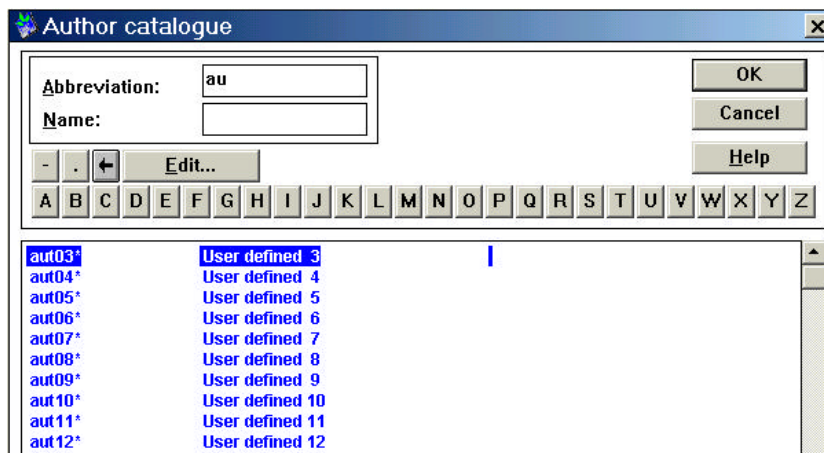 Author catalogue
Abbreviation: au
OK
Name:
Cancel
- . ← Edit...
Help
A B C D E F G H I J K L M N O P Q R S T U V W X Y Z
aut03* User defined 3
aut04* User defined 4
aut05* User defined 5
aut06* User defined 6
aut07* User defined 7
aut08* User defined 8
aut09* User defined 9
aut10* User defined 10
aut11* User defined 11
aut12* User defined 12